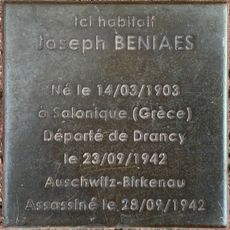 Ici habitait
Joseph BENIAES
Né le 14/03/1903
à Salonique (Grèce)
Déporté de Drancy
le 23/09/1942
Auschwitz-Birkenau
Assassiné le 28/09/1942